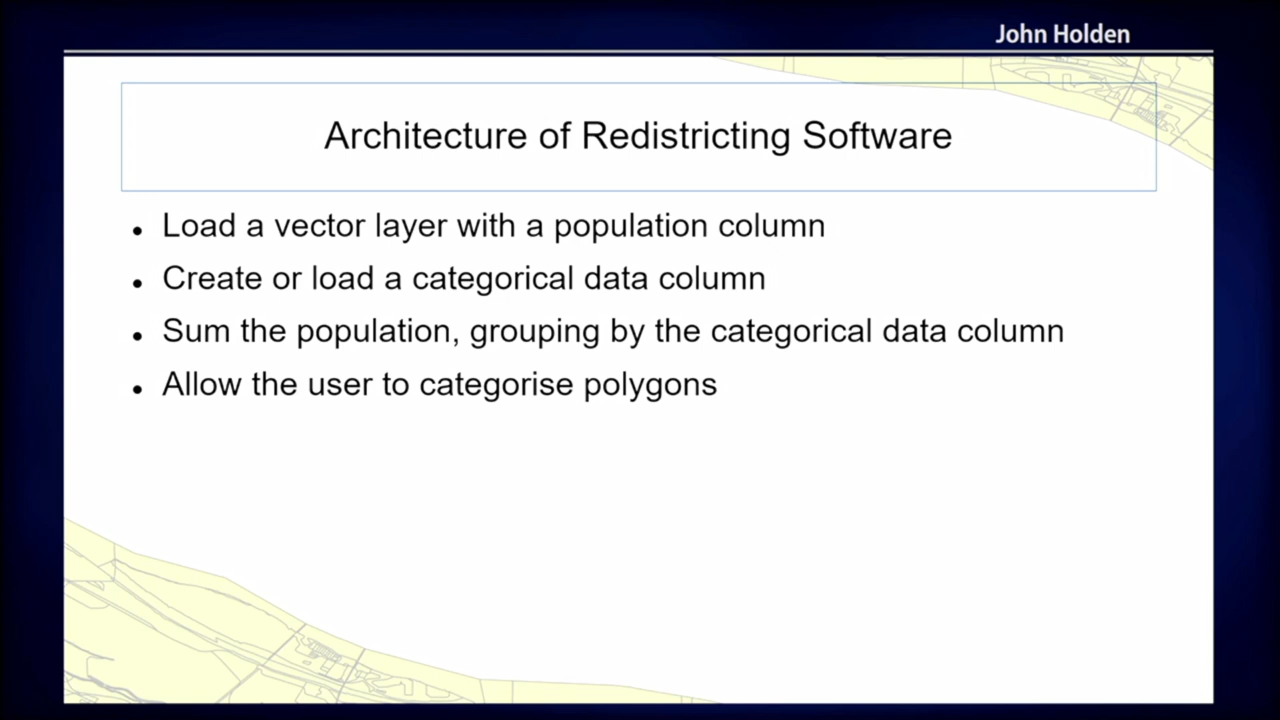 John Holden
Architecture of Redistricting Software
• Load a vector layer with a population column
• Create or load a categorical data column
• Sum the population, grouping by the categorical data column
• Allow the user to categorise polygons